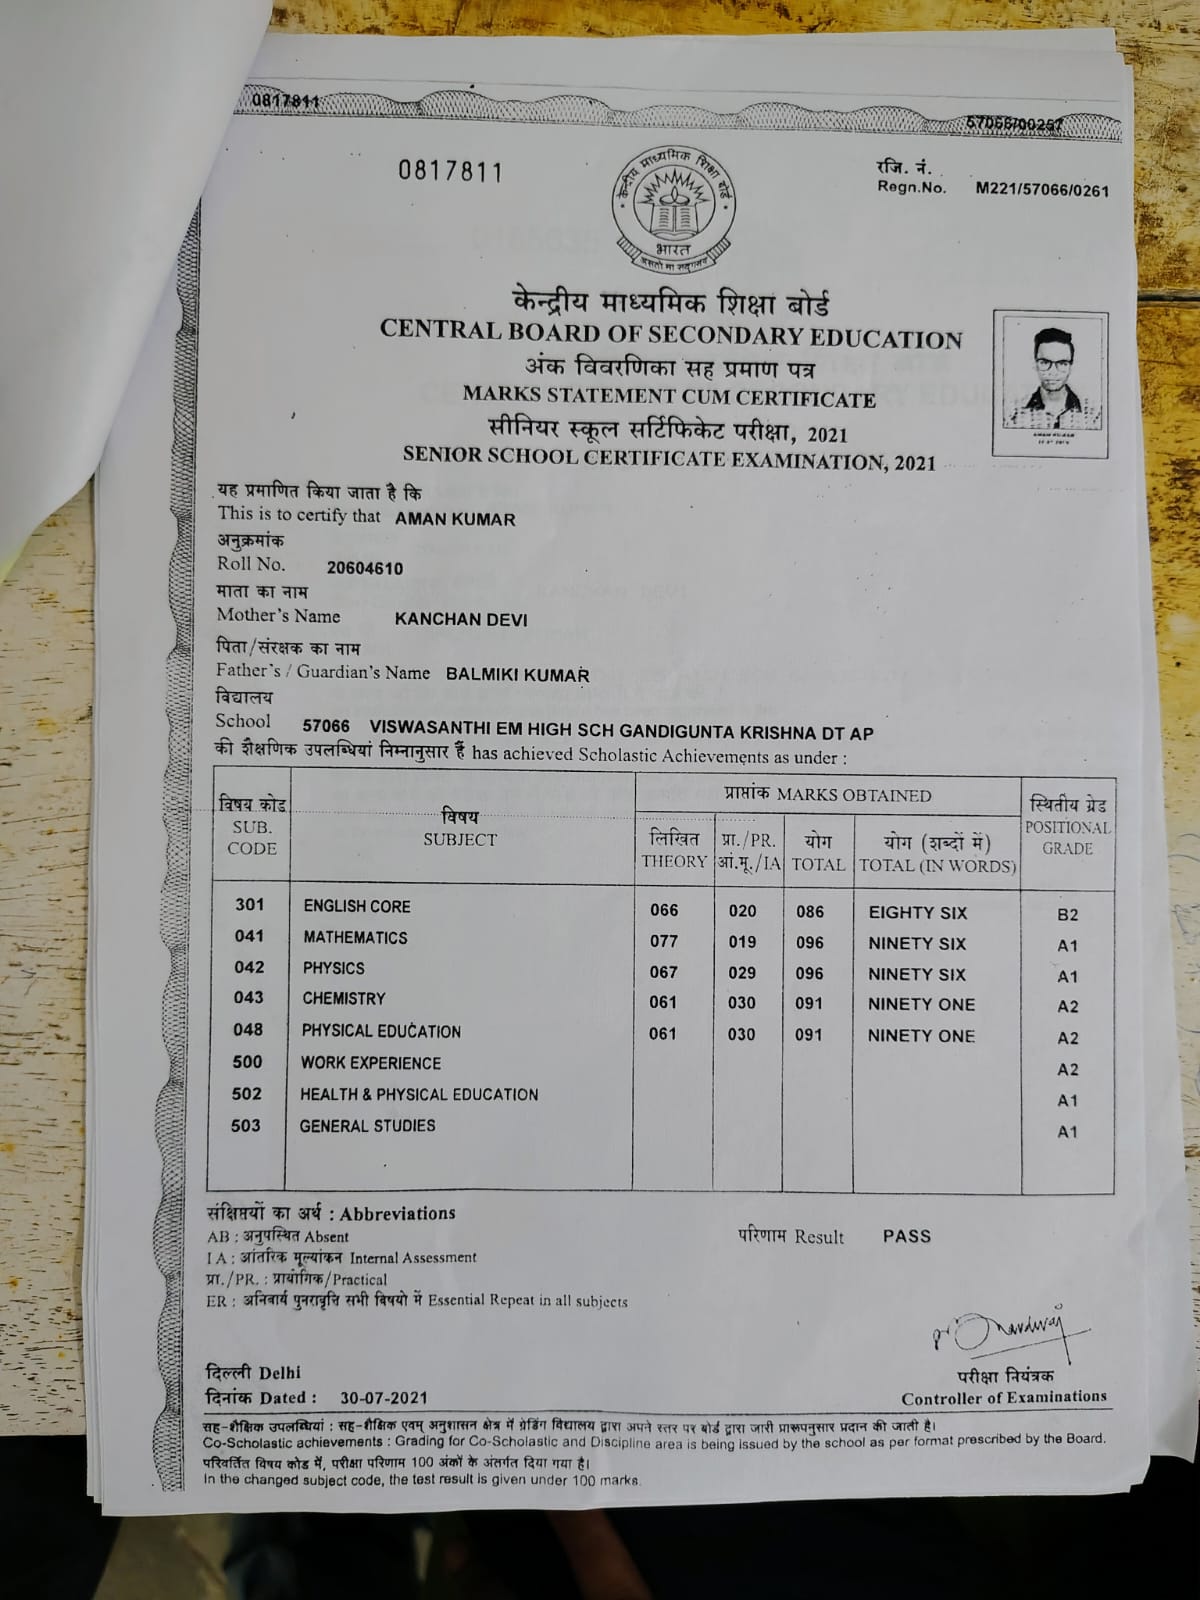 0817811
57066/00257
0817811
रजि. नं.
Regn.No. M221/57066/0261
केन्द्रीय माध्यमिक शिक्षा बोर्ड
भारत
असतो मा सद्गमय
केन्द्रीय माध्यमिक शिक्षा बोर्ड
CENTRAL BOARD OF SECONDARY EDUCATION
अंक विवरणिका सह प्रमाण पत्र
MARKS STATEMENT CUM CERTIFICATE
सीनियर स्कूल सर्टिफिकेट परीक्षा, 2021
SENIOR SCHOOL CERTIFICATE EXAMINATION, 2021
AMAN KUMAR
यह प्रमाणित किया जाता है कि
This is to certify that AMAN KUMAR
अनुक्रमांक
Roll No. 20604610
माता का नाम
Mother's Name KANCHAN DEVI
पिता/संरक्षक का नाम
Father's / Guardian's Name BALMIKI KUMAR
विद्यालय
School 57066 VISWASANTHI EM HIGH SCH GANDIGUNTA KRISHNA DT AP
की शैक्षणिक उपलब्धियां निम्नानुसार हैं has achieved Scholastic Achievements as under :
विषय कोड SUB. CODE विषय SUBJECT प्राप्तांक MARKS OBTAINED स्थितीय ग्रेड POSITIONAL GRADE
लिखित THEORY प्रा./PR. आं.मू./IA योग TOTAL योग (शब्दों में) TOTAL (IN WORDS)
301 ENGLISH CORE 066 020 086 EIGHTY SIX B2
041 MATHEMATICS 077 019 096 NINETY SIX A1
042 PHYSICS 067 029 096 NINETY SIX A1
043 CHEMISTRY 061 030 091 NINETY ONE A2
048 PHYSICAL EDUCATION 061 030 091 NINETY ONE A2
500 WORK EXPERIENCE A2
502 HEALTH & PHYSICAL EDUCATION A1
503 GENERAL STUDIES A1
संक्षिप्तियों का अर्थ : Abbreviations
AB : अनुपस्थित Absent
परिणाम Result PASS
I A : आंतरिक मूल्यांकन Internal Assessment
प्रा./PR. : प्रायोगिक/Practical
ER : अनिवार्य पुनरावृत्ति सभी विषयो में Essential Repeat in all subjects
दिल्ली Delhi
दिनांक Dated : 30-07-2021
परीक्षा नियंत्रक
Controller of Examinations
सह-शैक्षिक उपलब्धियां : सह-शैक्षिक एवम् अनुशासन क्षेत्र में ग्रेडिंग विद्यालय द्वारा अपने स्तर पर बोर्ड द्वारा जारी प्रारूपनुसार प्रदान की जाती है।
Co-Scholastic achievements : Grading for Co-Scholastic and Discipline area is being issued by the school as per format prescribed by the Board.
परिवर्तित विषय कोड में, परीक्षा परिणाम 100 अंकों के अंतर्गत दिया गया है।
In the changed subject code, the test result is given under 100 marks.